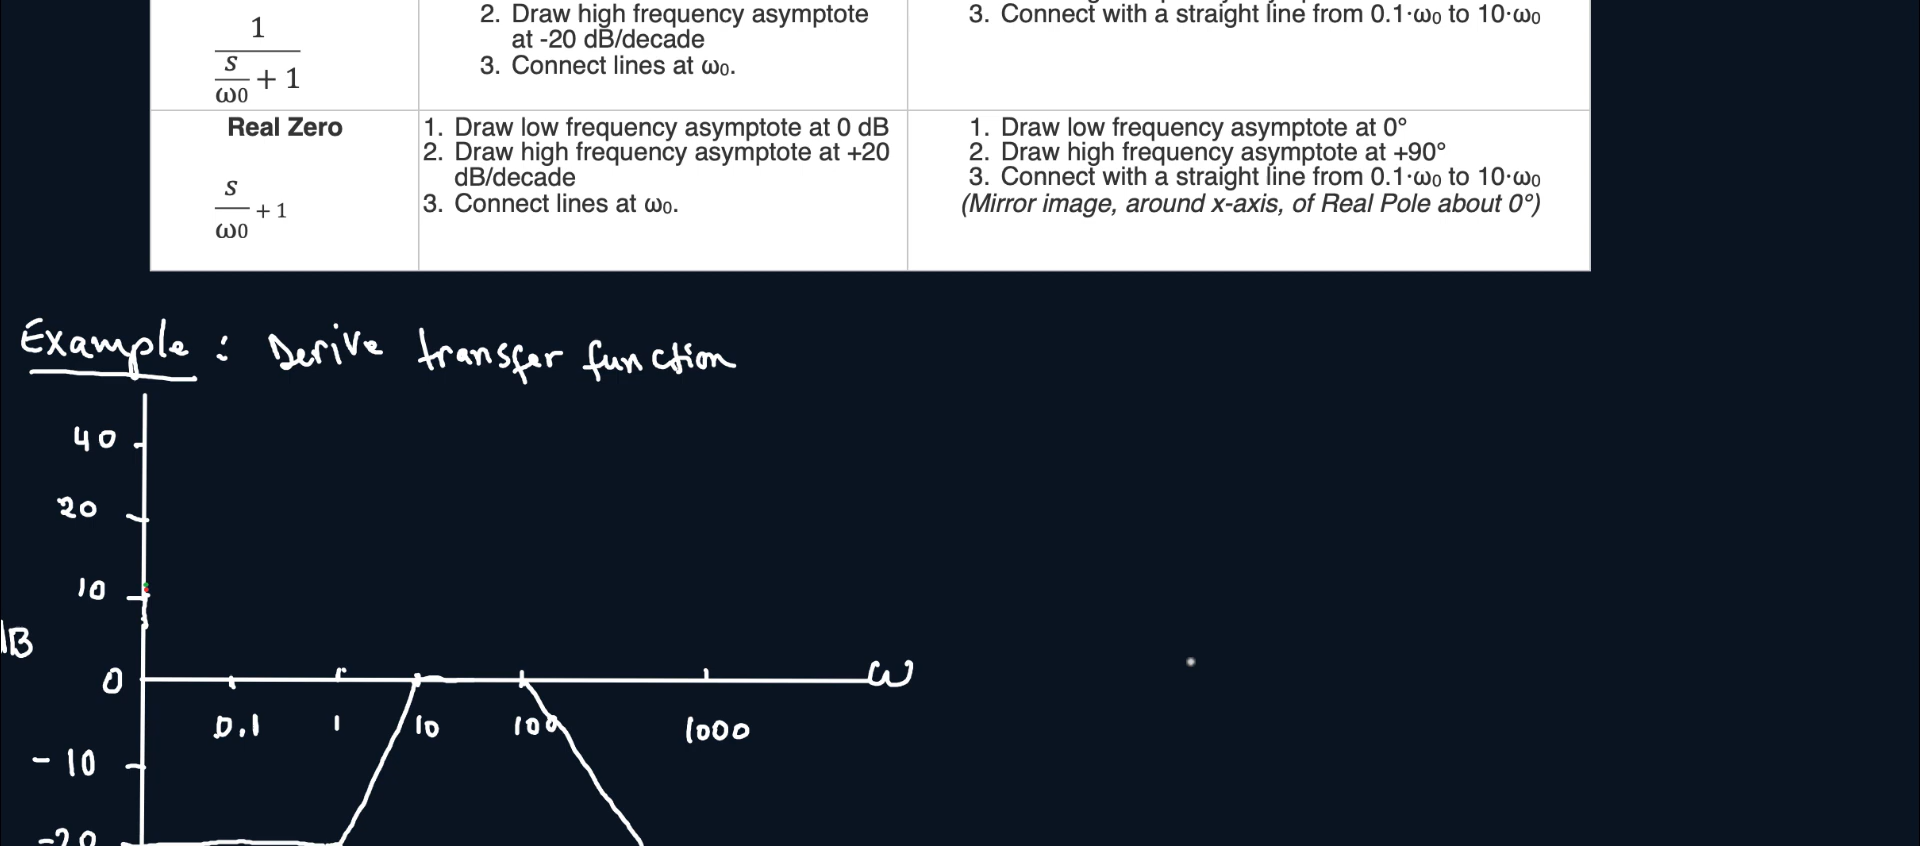 1
s
ω0 + 1
2. Draw high frequency asymptote
at -20 dB/decade
3. Connect lines at ω0.
3. Connect with a straight line from 0.1·ω0 to 10·ω0
Real Zero
s
ω0 + 1
1. Draw low frequency asymptote at 0 dB
2. Draw high frequency asymptote at +20
dB/decade
3. Connect lines at ω0.
1. Draw low frequency asymptote at 0°
2. Draw high frequency asymptote at +90°
3. Connect with a straight line from 0.1·ω0 to 10·ω0
(Mirror image, around x-axis, of Real Pole about 0°)
Example : Derive transfer function
40
20
10
dB
0
ω
0.1 1 10 100 1000
-10
-20